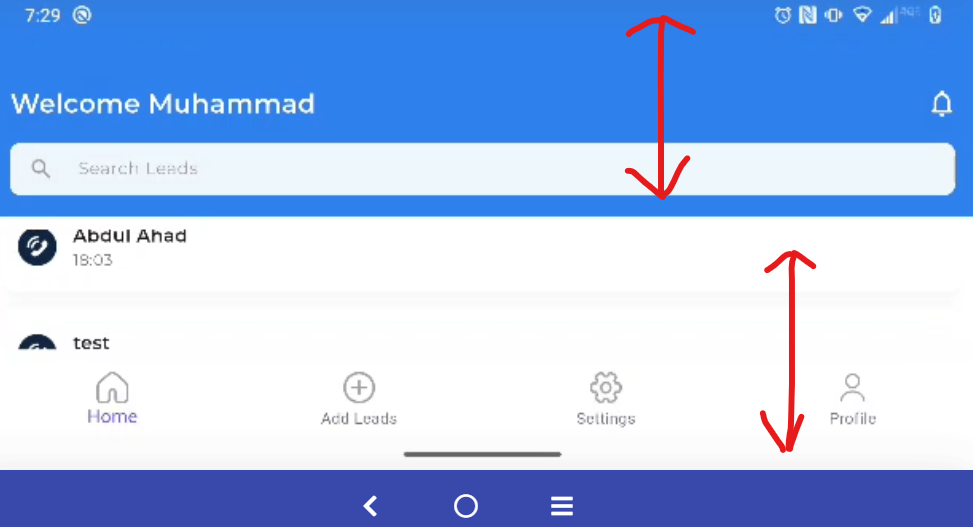 7:29
Welcome Muhammad
Search Leads
Abdul Ahad
18:03
test
Home Add Leads Settings Profile